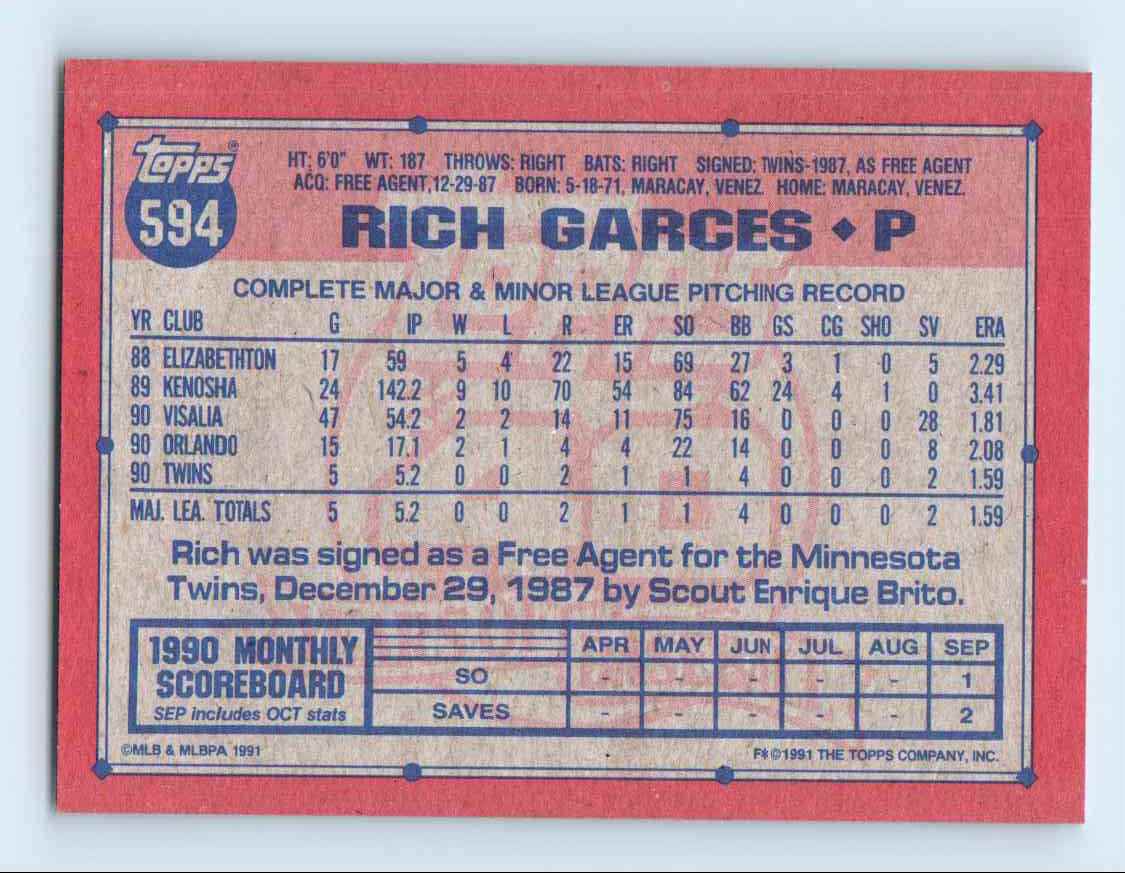 topps®
594
HT: 6'0" WT: 187 THROWS: RIGHT BATS: RIGHT SIGNED: TWINS-1987, AS FREE AGENT
ACQ: FREE AGENT,12-29-87 BORN: 5-18-71, MARACAY, VENEZ. HOME: MARACAY, VENEZ.
RICH GARCES ◆ P
COMPLETE MAJOR & MINOR LEAGUE PITCHING RECORD
YR CLUB G IP W L R ER SO BB GS CG SHO SV ERA
88 ELIZABETHTON 17 59 5 4 22 15 69 27 3 1 0 5 2.29
89 KENOSHA 24 142.2 9 10 70 54 84 62 24 4 1 0 3.41
90 VISALIA 47 54.2 2 2 14 11 75 16 0 0 0 28 1.81
90 ORLANDO 15 17.1 2 1 4 4 22 14 0 0 0 8 2.08
90 TWINS 5 5.2 0 0 2 1 1 4 0 0 0 2 1.59
MAJ. LEA. TOTALS 5 5.2 0 0 2 1 1 4 0 0 0 2 1.59
Rich was signed as a Free Agent for the Minnesota
Twins, December 29, 1987 by Scout Enrique Brito.
1990 MONTHLY
SCOREBOARD
SEP includes OCT stats
APR MAY JUN JUL AUG SEP
SO - - - - - 1
SAVES - - - - - 2
©MLB & MLBPA 1991
F*©1991 THE TOPPS COMPANY, INC.